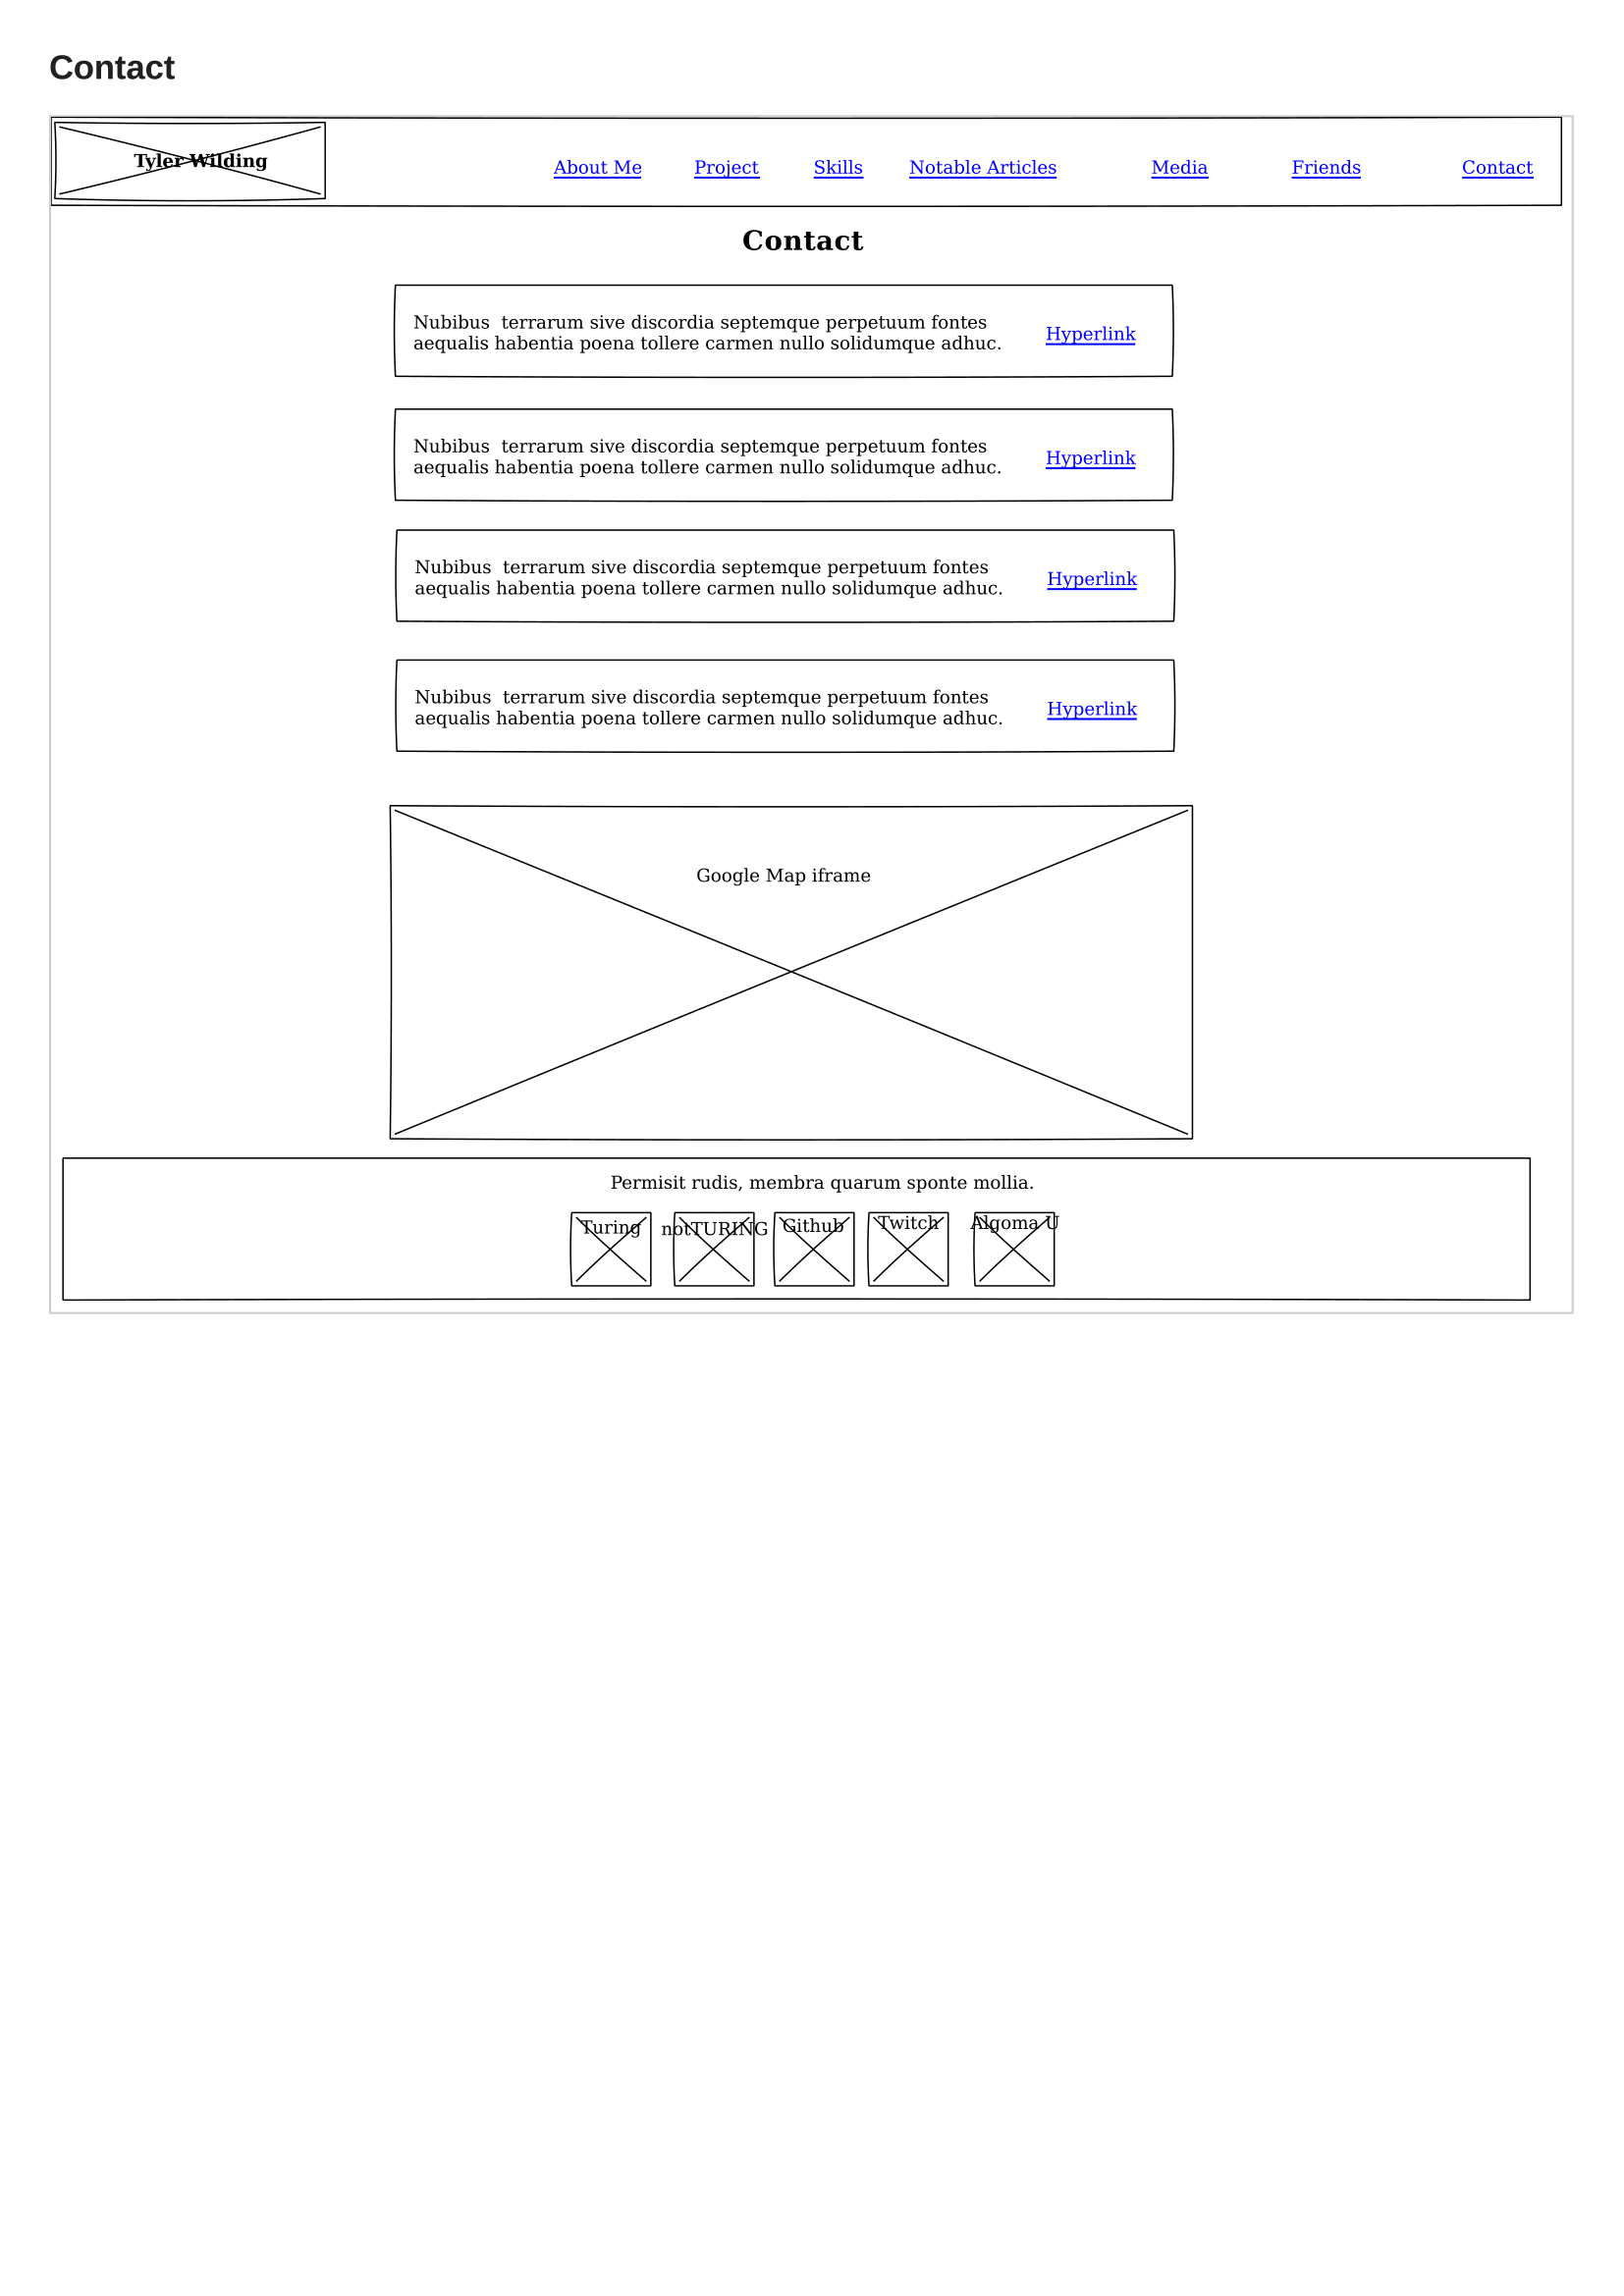 Contact
Tyler Wilding
About Me Project Skills Notable Articles Media Friends Contact
Contact
Nubibus  terrarum sive discordia septemque perpetuum fontes
aequalis habentia poena tollere carmen nullo solidumque adhuc.
Hyperlink
Nubibus  terrarum sive discordia septemque perpetuum fontes
aequalis habentia poena tollere carmen nullo solidumque adhuc.
Hyperlink
Nubibus  terrarum sive discordia septemque perpetuum fontes
aequalis habentia poena tollere carmen nullo solidumque adhuc.
Hyperlink
Nubibus  terrarum sive discordia septemque perpetuum fontes
aequalis habentia poena tollere carmen nullo solidumque adhuc.
Hyperlink
Google Map iframe
Permisit rudis, membra quarum sponte mollia.
Turing notTURING Github Twitch Algoma U